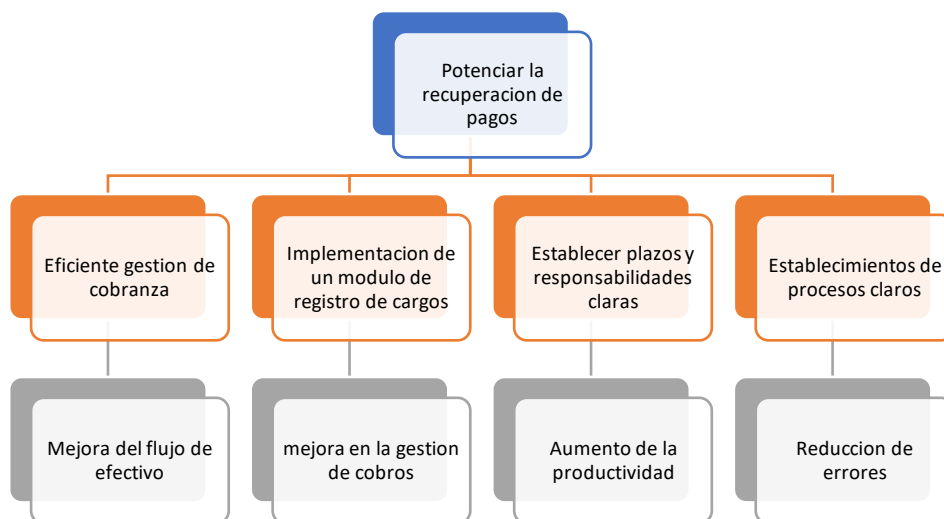 Potenciar la
recuperacion de
pagos
Eficiente gestion de
cobranza
Implementacion de
un modulo de
registro de cargos
Establecer plazos y
responsabilidades
claras
Establecimientos de
procesos claros
Mejora del flujo de
efectivo
mejora en la gestion
de cobros
Aumento de la
productividad
Reduccion de
errores